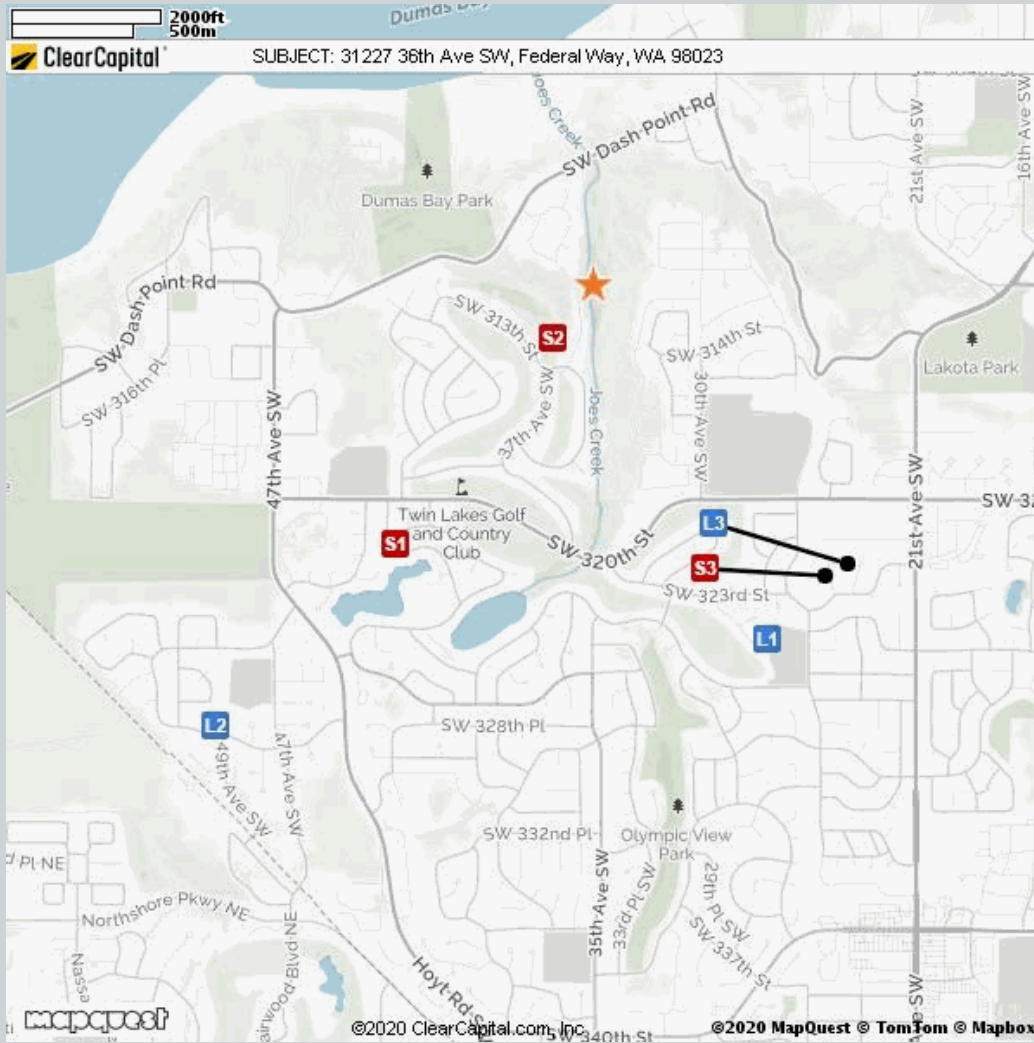 2000ft
500m
ClearCapital
SUBJECT: 31227 36th Ave SW, Federal Way, WA 98023
Dumas
Joes Creek
SW Dash Point Rd
21st Ave SW
16th Ave SW
Dumas Bay Park
SW Dash Point Rd
SW 313th St
S2
SW 314th St
Lakota Park
SW 316th Pl
47th Ave SW
37th Ave SW
Joes Creek
30th Ave SW
21st Ave SW
Twin Lakes Golf
and Country
Club
S1
SW 320th St
L3
S3
SW 323rd St
L1
L2
SW 328th Pl
49th Ave SW
47th Ave SW
SW 332nd Pl
Olympic View
Park
35th Ave SW
33rd Pl SW
29th Pl SW
SW 337th St
Pl NE
Northshore Pkwy NE
Blvd NE
Hoyt Rd
Ave SW
mapquest
©2020 ClearCapital.com, Inc
SW 340th St
©2020 MapQuest © TomTom © Mapbox